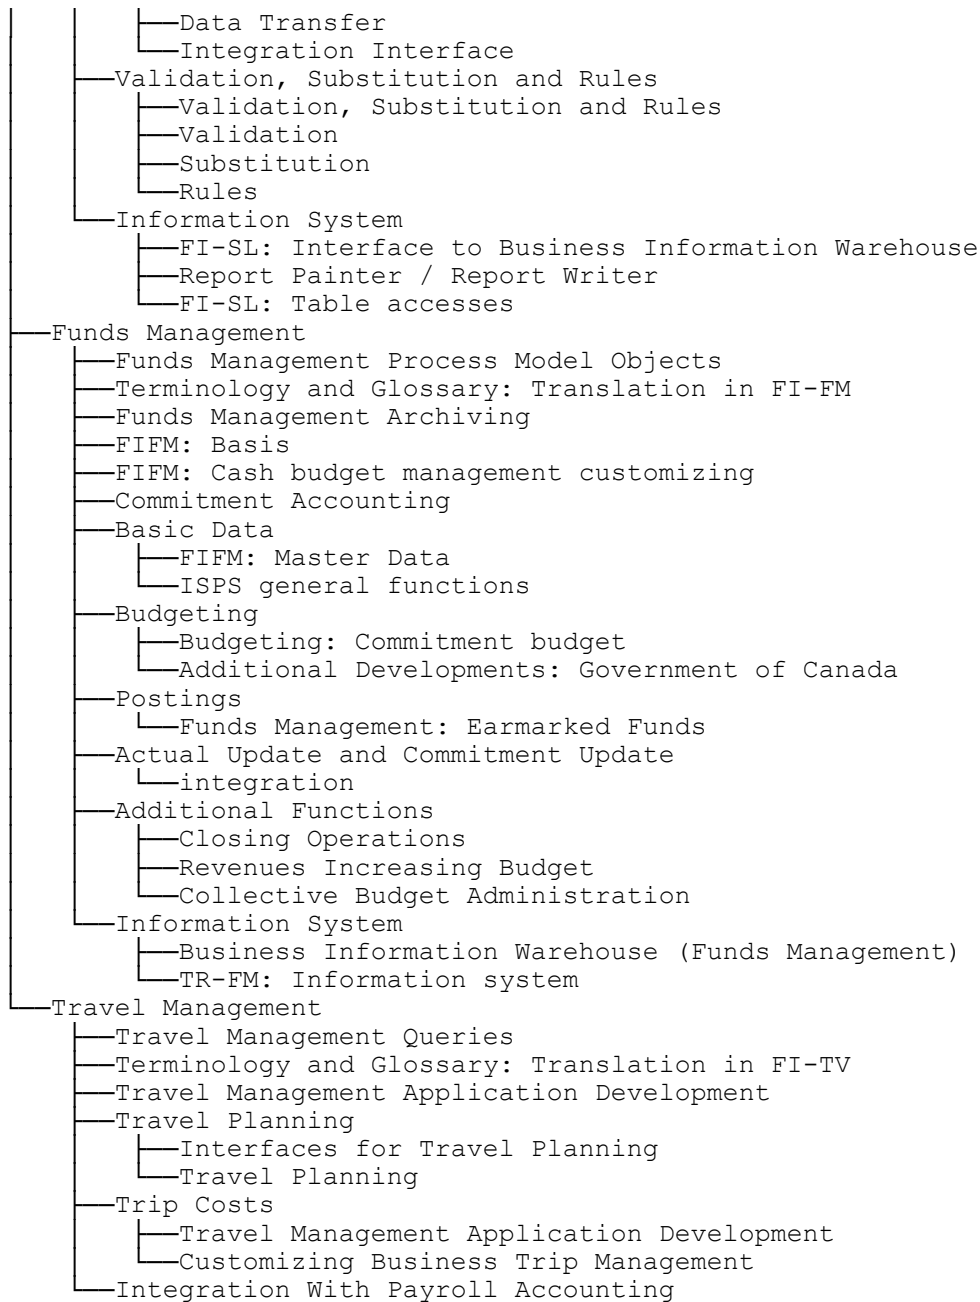 Data Transfer
Integration Interface
Validation, Substitution and Rules
Validation, Substitution and Rules
Validation
Substitution
Rules
Information System
FI-SL: Interface to Business Information Warehouse
Report Painter / Report Writer
FI-SL: Table accesses
Funds Management
Funds Management Process Model Objects
Terminology and Glossary: Translation in FI-FM
Funds Management Archiving
FIFM: Basis
FIFM: Cash budget management customizing
Commitment Accounting
Basic Data
FIFM: Master Data
ISPS general functions
Budgeting
Budgeting: Commitment budget
Additional Developments: Government of Canada
Postings
Funds Management: Earmarked Funds
Actual Update and Commitment Update
integration
Additional Functions
Closing Operations
Revenues Increasing Budget
Collective Budget Administration
Information System
Business Information Warehouse (Funds Management)
TR-FM: Information system
Travel Management
Travel Management Queries
Terminology and Glossary: Translation in FI-TV
Travel Management Application Development
Travel Planning
Interfaces for Travel Planning
Travel Planning
Trip Costs
Travel Management Application Development
Customizing Business Trip Management
Integration With Payroll Accounting